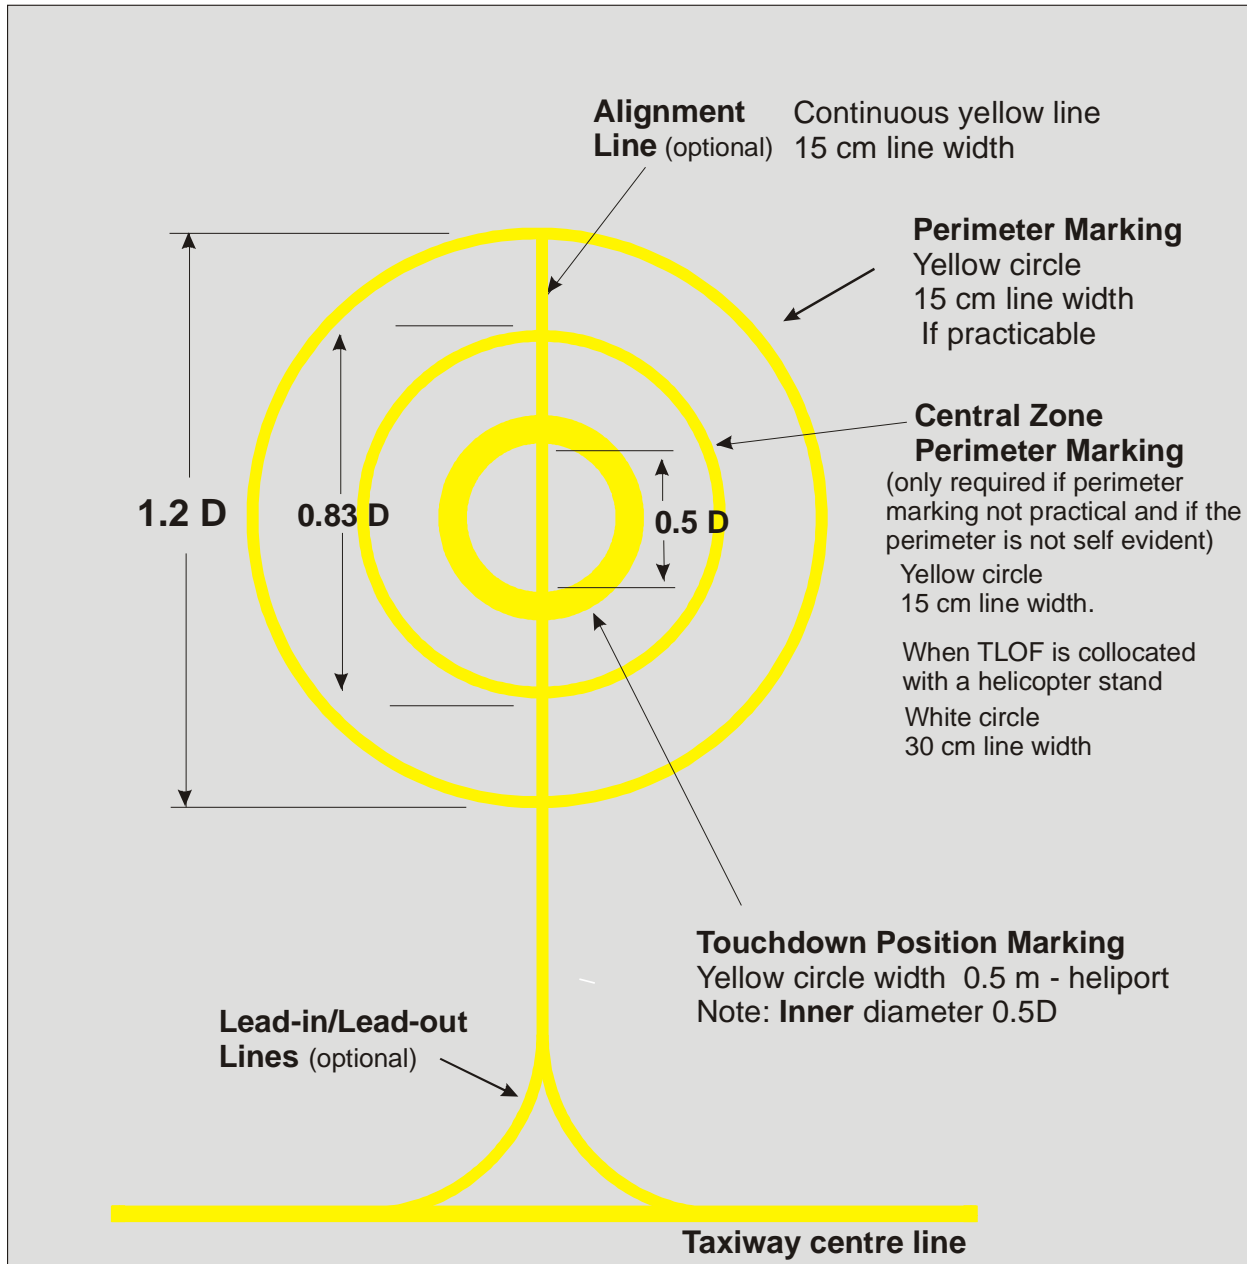 Alignment
Line (optional)
Continuous yellow line
15 cm line width
Perimeter Marking
Yellow circle
15 cm line width
If practicable
Central Zone
Perimeter Marking
(only required if perimeter
marking not practical and if the
perimeter is not self evident)
Yellow circle
15 cm line width.
When TLOF is collocated
with a helicopter stand
White circle
30 cm line width
1.2 D
0.83 D
0.5 D
Touchdown Position Marking
Yellow circle width 0.5 m - heliport
Note: Inner diameter 0.5D
Lead-in/Lead-out
Lines (optional)
Taxiway centre line